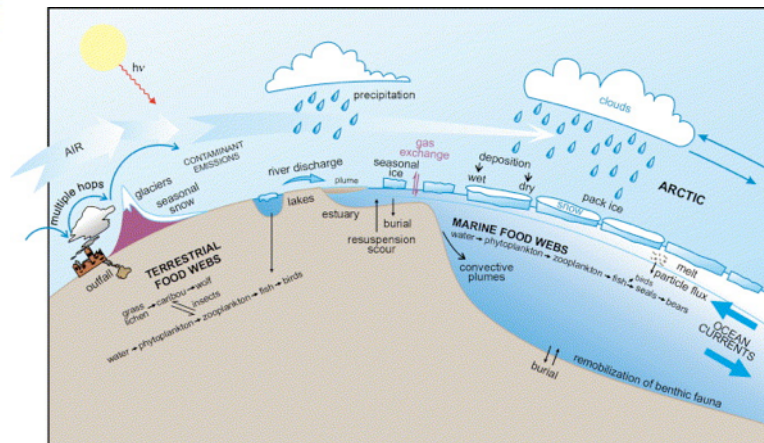 hν
precipitation
clouds
AIR
CONTAMINANT
EMISSIONS
multiple hops
glaciers
seasonal
snow
river discharge
plume
lakes
estuary
seasonal
ice
gas
exchange
deposition
wet
dry
pack ice
ARCTIC
snow
burial
resuspension
scour
MARINE FOOD WEBS
water→phytoplankton→zooplankton→fish→seals→bears
birds
melt
particle flux
convective
plumes
OCEAN
CURRENTS
outfall
TERRESTRIAL
FOOD WEBS
grass
lichen→caribou→wolf
insects
water→phytoplankton→zooplankton→fish→birds
burial
remobilization of benthic fauna